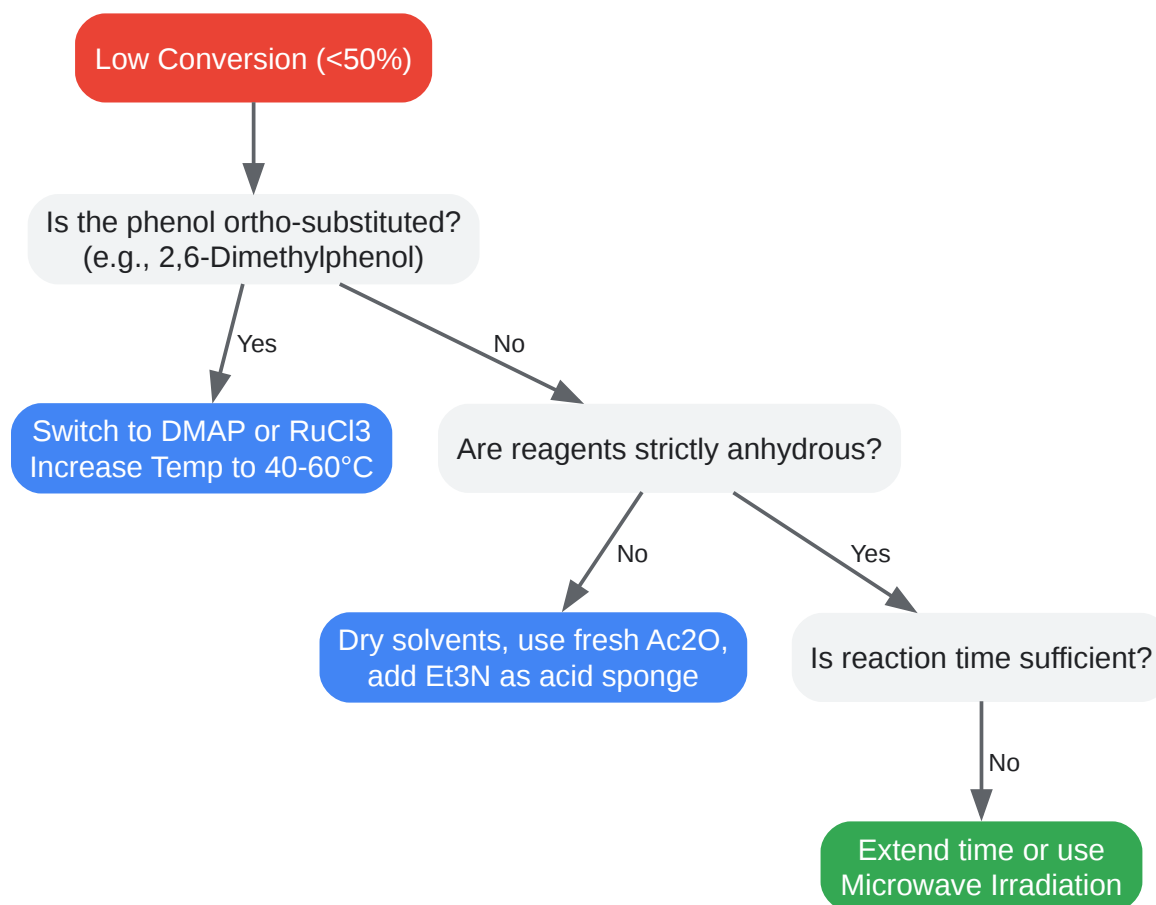 Low Conversion (<50%)
Is the phenol ortho-substituted?
(e.g., 2,6-Dimethylphenol)
Yes
No
Switch to DMAP or RuCl3
Increase Temp to 40-60°C
Are reagents strictly anhydrous?
No
Yes
Dry solvents, use fresh Ac2O,
add Et3N as acid sponge
Is reaction time sufficient?
No
Extend time or use
Microwave Irradiation